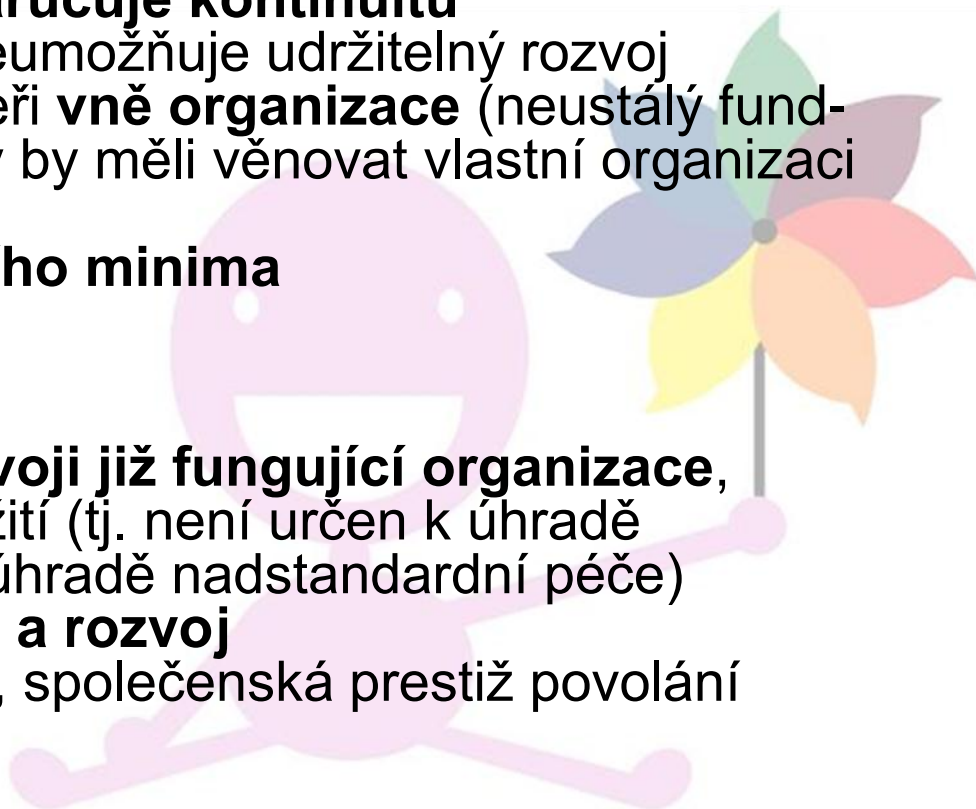 aručuje kontinuitu
eumožňuje udržitelný rozvoj
eři vně organizace (neustálý fund-
by měli věnovat vlastní organizaci
ho minima
voji již fungující organizace,
žití (tj. není určen k úhradě
úhradě nadstandardní péče)
a rozvoj
, společenská prestiž povolání